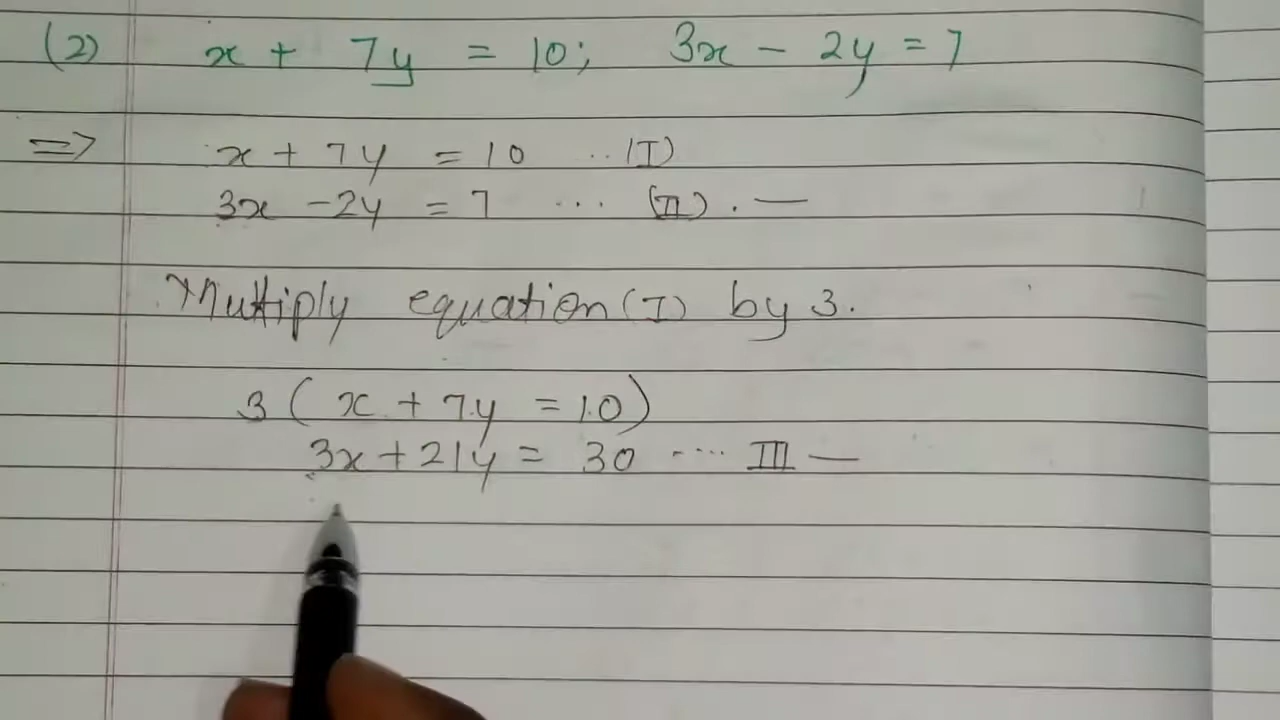 (2) x + 7y = 10; 3x - 2y = 7
=> x + 7y = 10 ...(I)
3x - 2y = 7 ... (II). —
Multiply equation (I) by 3.
3 (x + 7y = 10)
3x + 21y = 30 .... III —